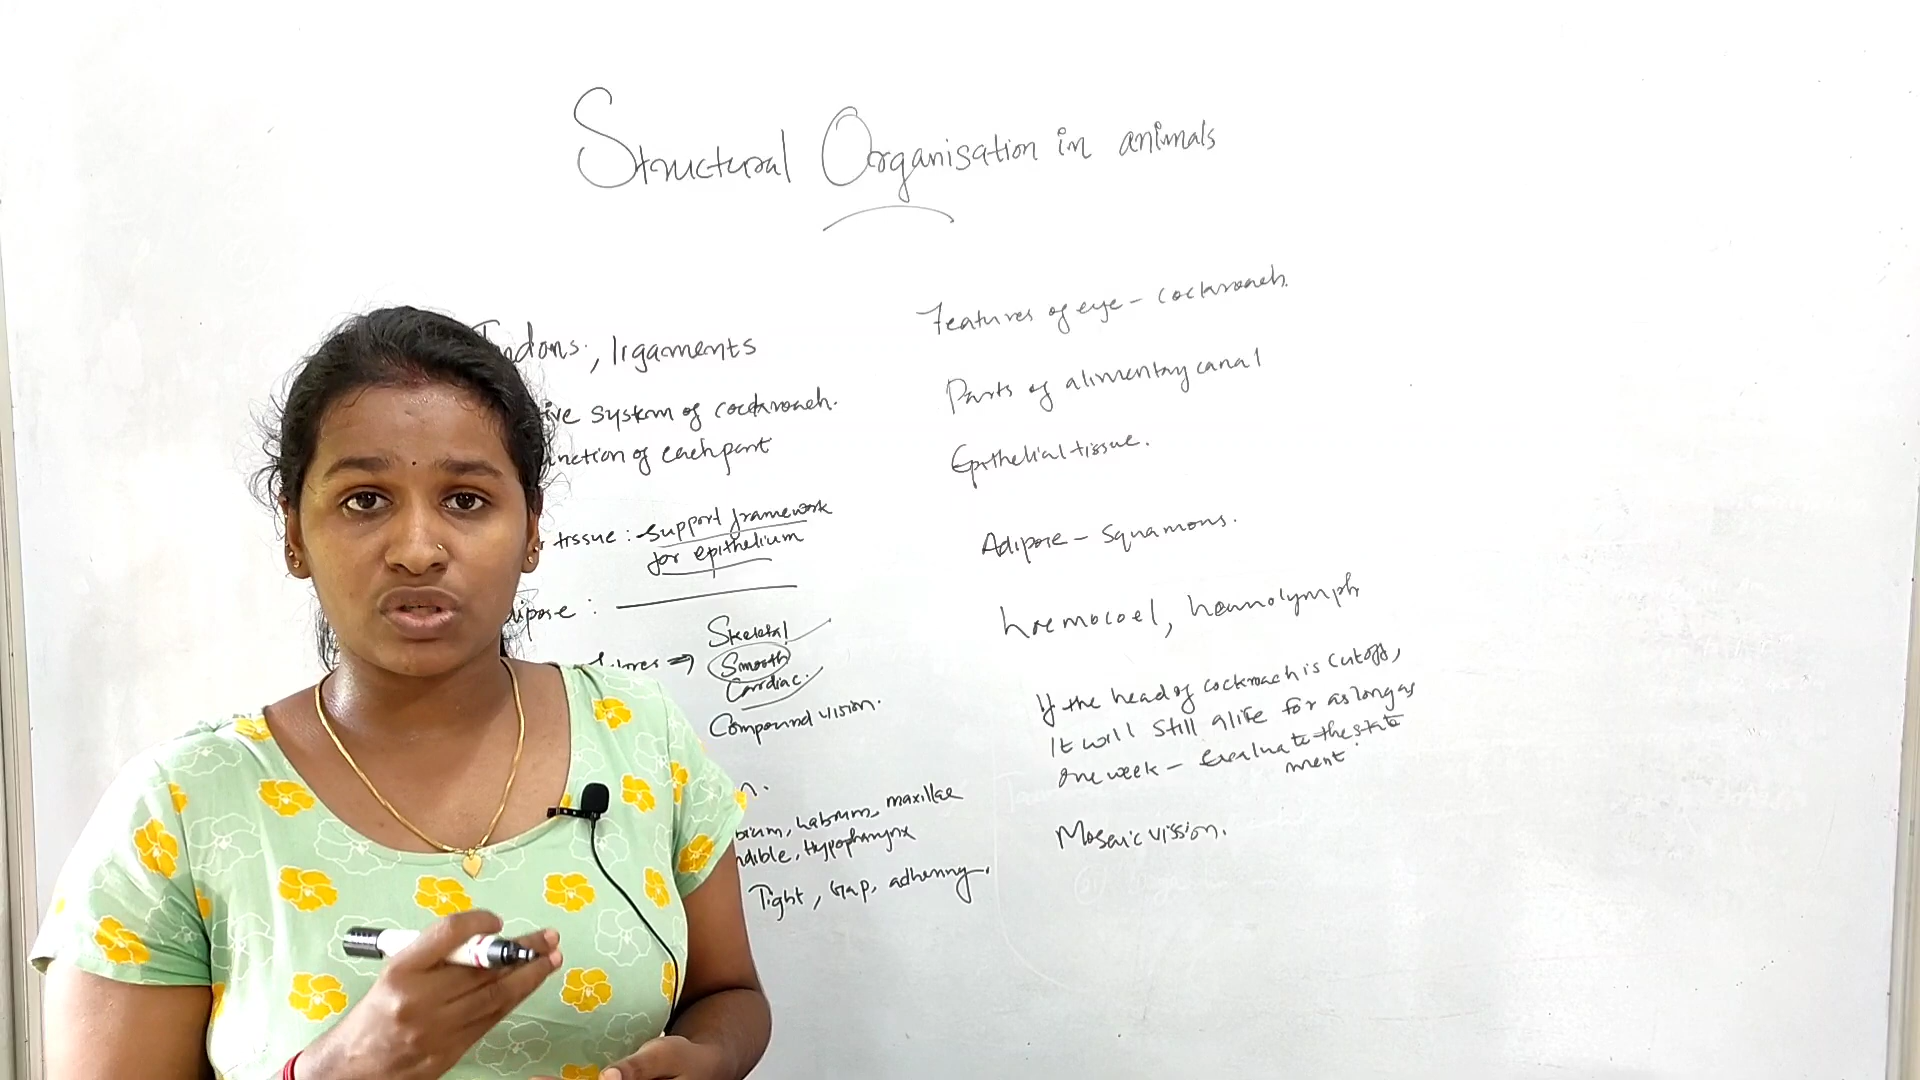 Structural Organisation in animals
ligaments
system of cockroach.
of each part
tissue : support framework
for epithelium
:
Skeletal
⇒ Smooth
Cardiac.
Compound vision.
Labrum, maxillae
Hypopharynx
Tight, Gap, adhering.
Features of eye - cockroach.
Parts of alimentary canal
Epithelial tissue.
Adipose - Squamous.
haemocoel, haemolymph
If the head of cockroach is cutoff,
It will still alive for as long as
one week - Evaluate the state
ment.
Mosaic vission.